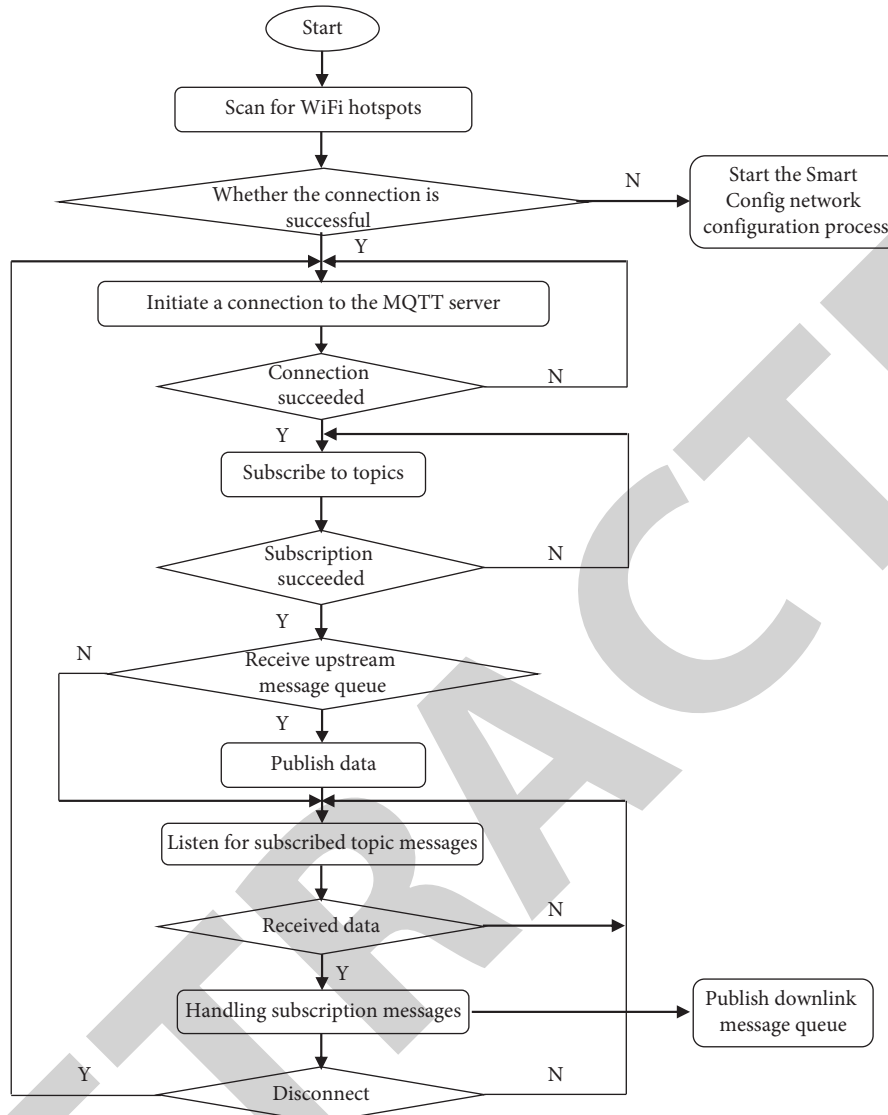 Start
Scan for WiFi hotspots
Whether the connection is
successful
N
Start the Smart
Config network
configuration process
Y
Initiate a connection to the MQTT server
Connection
succeeded
N
Y
Subscribe to topics
Subscription
succeeded
N
Y
N
Receive upstream
message queue
Y
Publish data
Listen for subscribed topic messages
Received data
N
Y
Handling subscription messages
Publish downlink
message queue
Y
Disconnect
N
TRACT